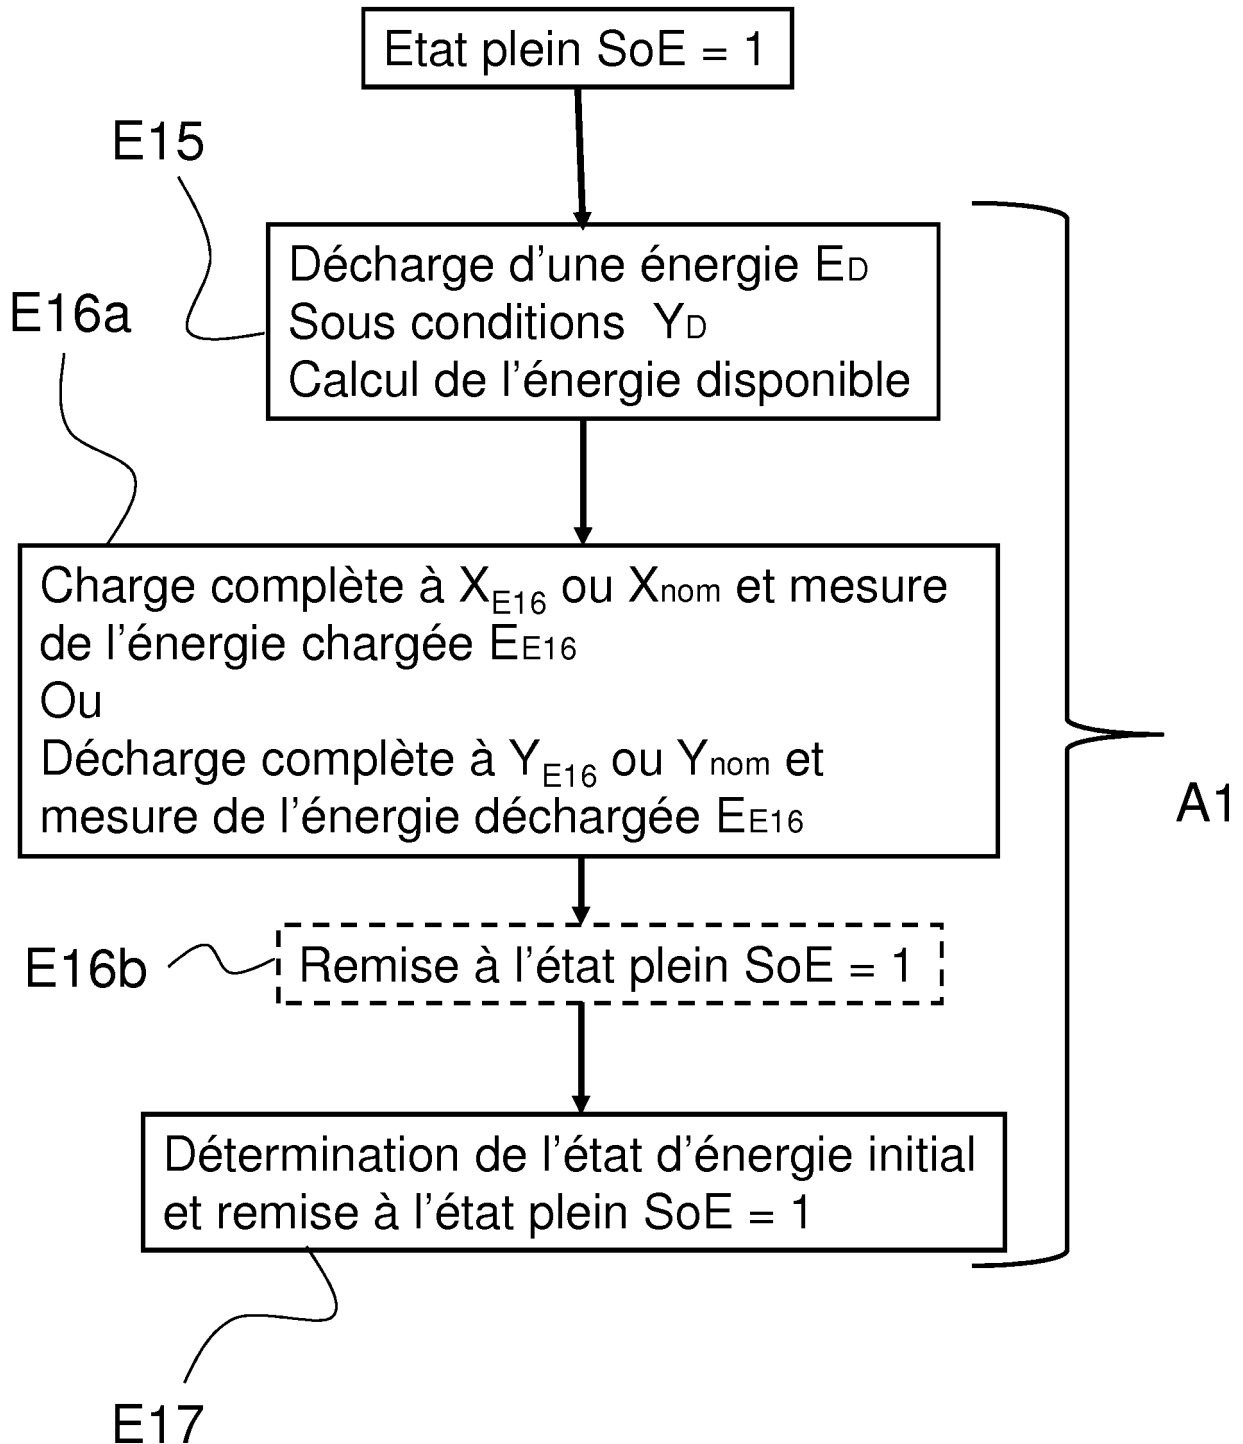 Etat plein SoE = 1
E15
Décharge d'une énergie ED
Sous conditions YD
Calcul de l'énergie disponible
E16a
Charge complète à XE16 ou Xnom et mesure
de l'énergie chargée EE16
Ou
Décharge complète à YE16 ou Ynom et
mesure de l'énergie déchargée EE16
A1
E16b
Remise à l'état plein SoE = 1
Détermination de l'état d'énergie initial
et remise à l'état plein SoE = 1
E17